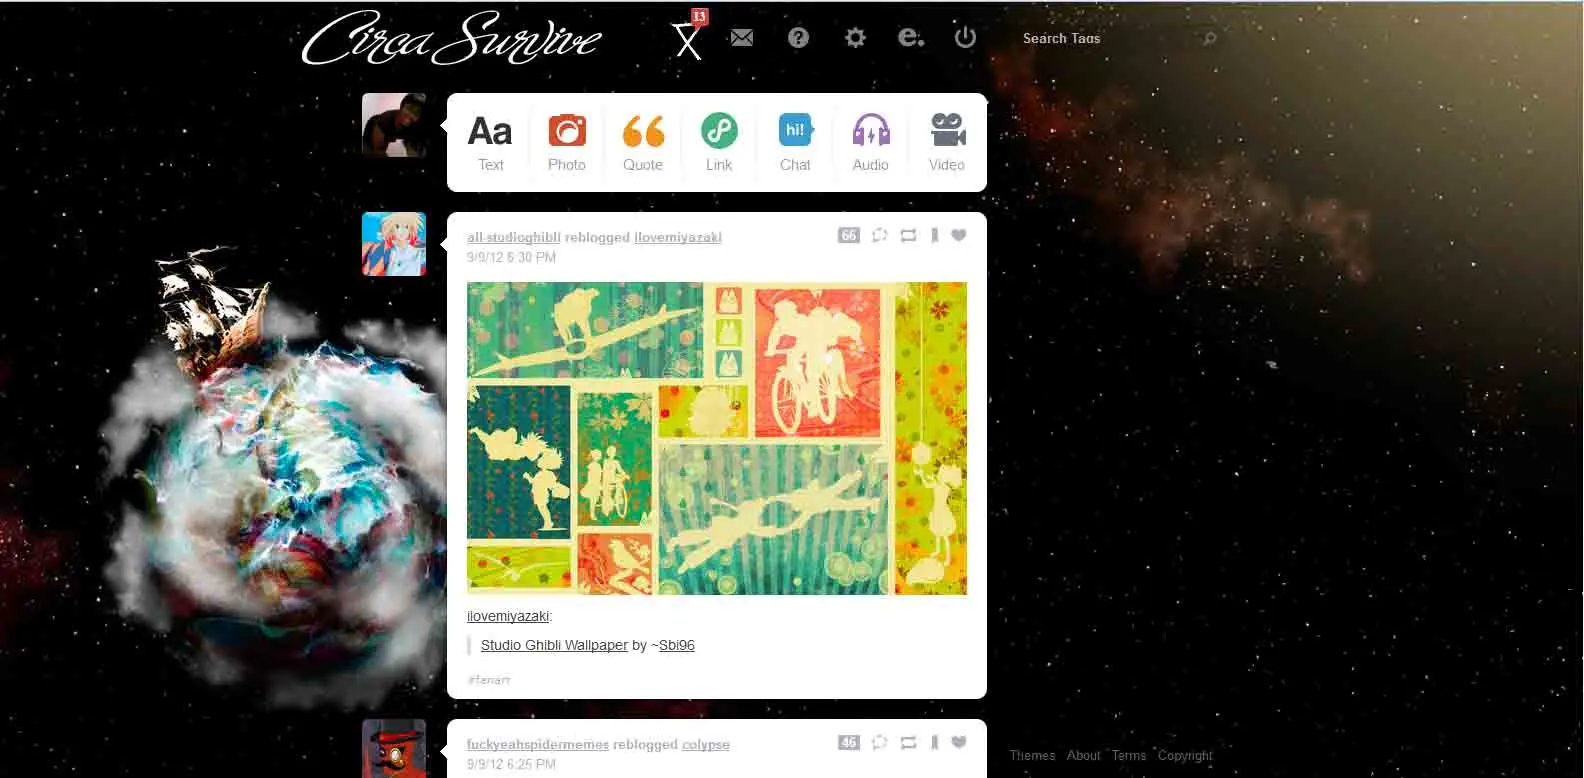 Circa Survive
13
Search Tags
Aa
hi!
Text Photo Quote Link Chat Audio Video
all-studioghibli reblogged ilovemiyazaki
66
9/9/12 6:30 PM
ilovemiyazaki:
Studio Ghibli Wallpaper by ~Sbi96
#fanart
fuckyeahspidermemes reblogged colypse
46
9/9/12 6:25 PM
Themes About Terms Copyright